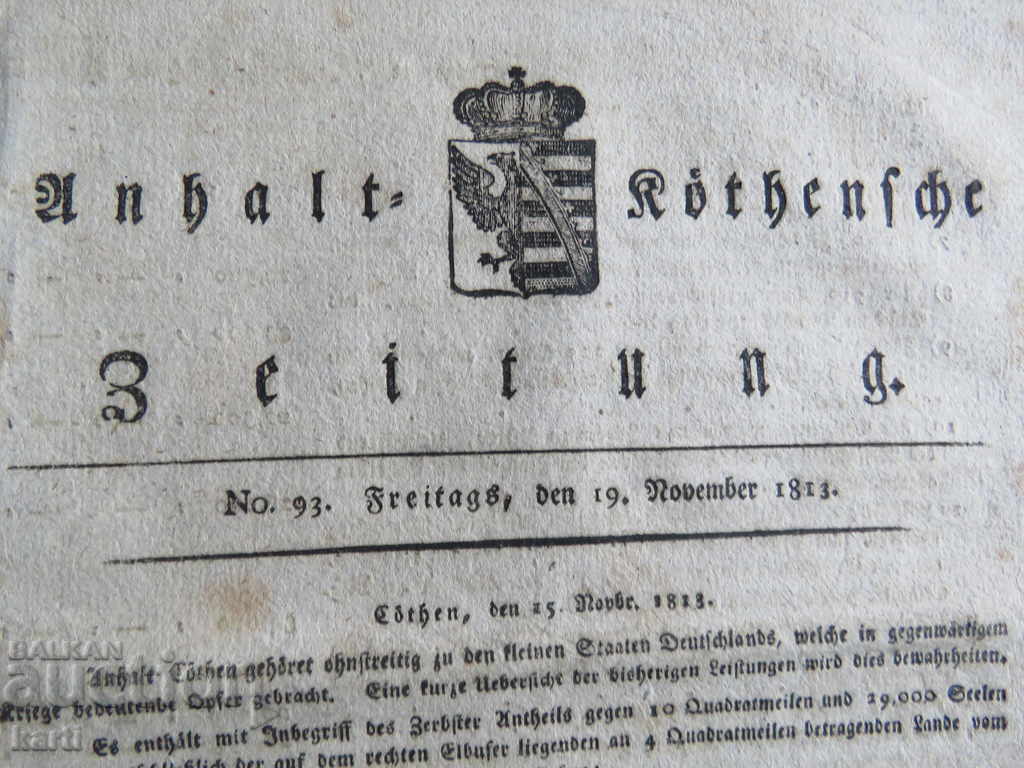 Anhalt-Köthensche
Zeitung.
No. 93. Freitags, den 19. November 1813.
Cöthen, den 15. Novbr. 1813.
Anhalt Cöthen gehöret ohnstreitig zu den kleinen Staaten Deutschlands, welche in gegenwärtigem
Kriege bedeutende Opfer gebracht. Eine kurze Uebersicht der bisherigen Leistungen wird dies bewahrheiten.
Es enthält mit Inbegriff des Zerbster Antheils gegen 10 Quadratmeilen und 29,000 Seelen
der auf dem rechten Elbufer liegenden an 4 Quadratmeilen betragenden Lande vom
BALKAN
karti